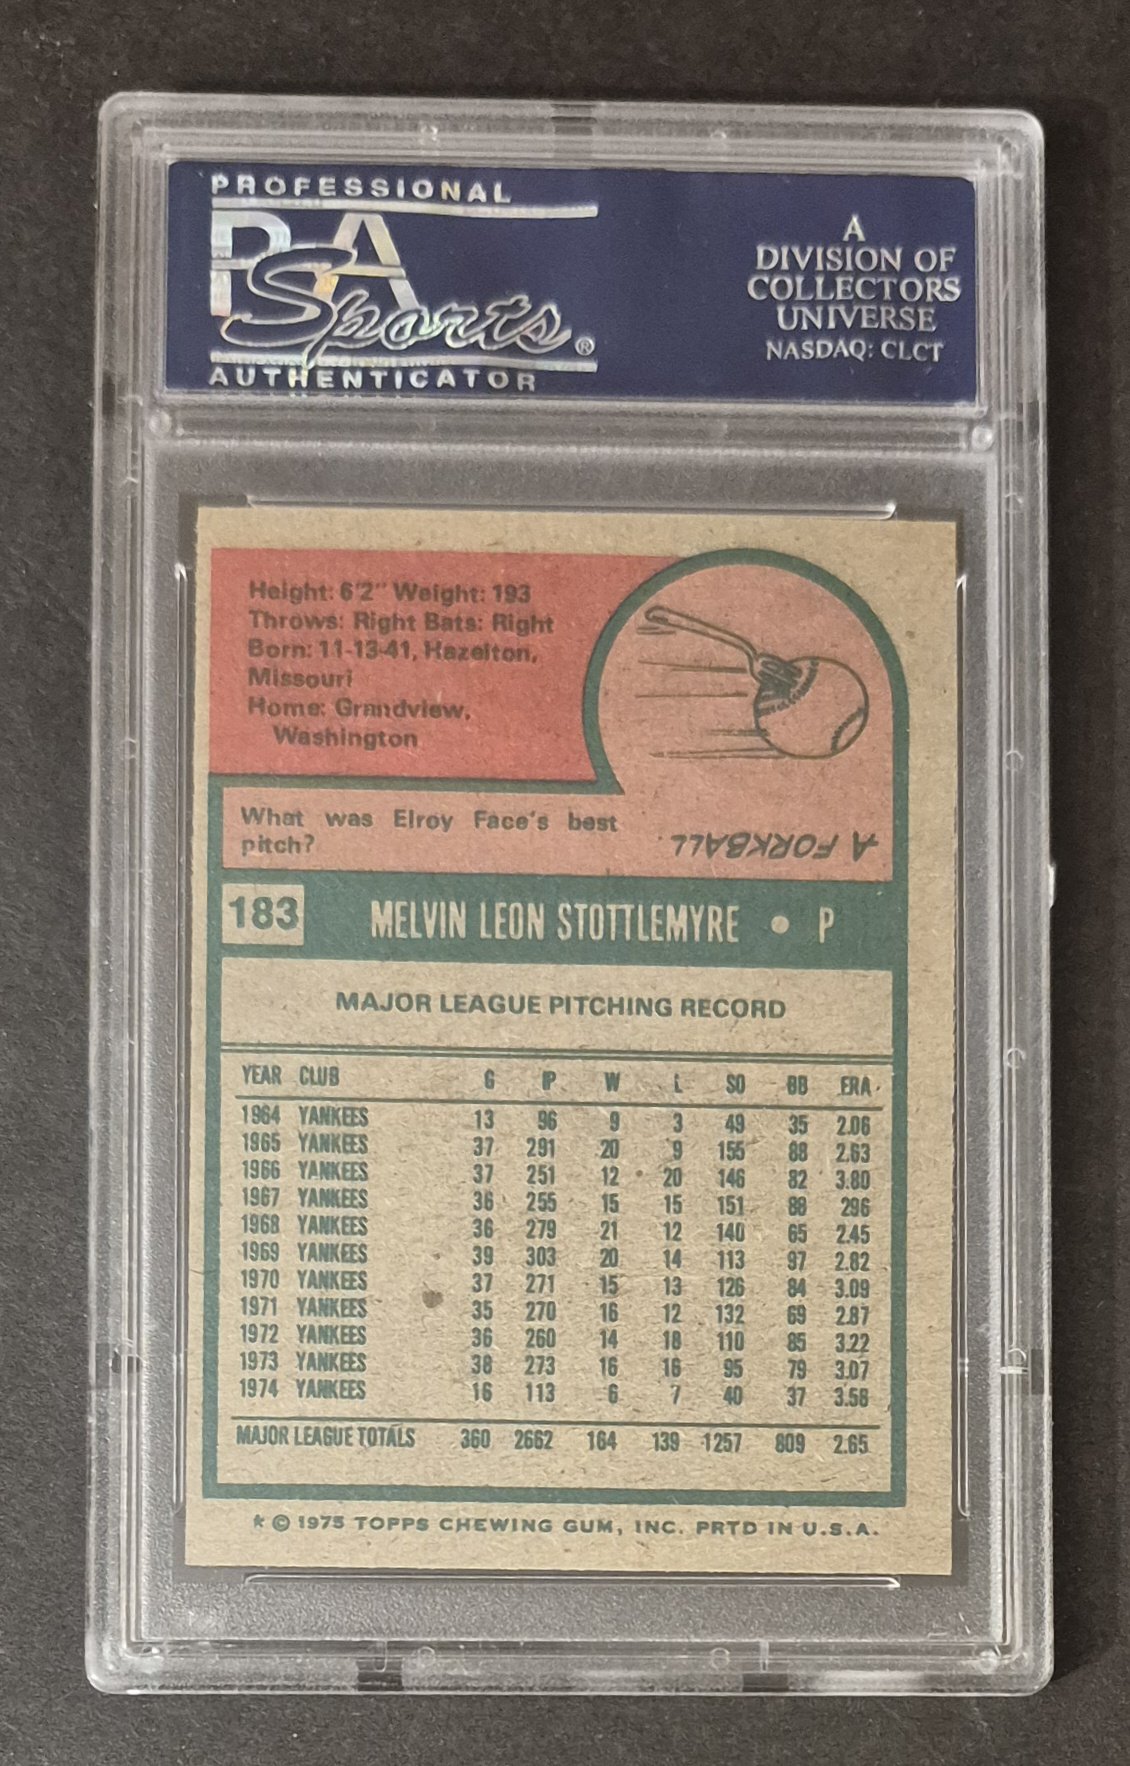 PROFESSIONAL
PSA
Sports®
AUTHENTICATOR
A
DIVISION OF
COLLECTORS
UNIVERSE
NASDAQ: CLCT
Height: 6'2" Weight: 193
Throws: Right Bats: Right
Born: 11-13-41, Hazelton,
Missouri
Home: Grandview,
Washington
What was Elroy Face's best
pitch?
A FORKBALL.
183 MELVIN LEON STOTTLEMYRE • P
MAJOR LEAGUE PITCHING RECORD
YEAR CLUB G IP W L SO BB ERA
1964 YANKEES 13 96 9 3 49 35 2.06
1965 YANKEES 37 291 20 9 155 88 2.63
1966 YANKEES 37 251 12 20 146 82 3.80
1967 YANKEES 36 255 15 15 151 88 296
1968 YANKEES 36 279 21 12 140 65 2.45
1969 YANKEES 39 303 20 14 113 97 2.82
1970 YANKEES 37 271 15 13 126 84 3.09
1971 YANKEES 35 270 16 12 132 69 2.87
1972 YANKEES 36 260 14 18 110 85 3.22
1973 YANKEES 38 273 16 16 95 79 3.07
1974 YANKEES 16 113 6 7 40 37 3.58
MAJOR LEAGUE TOTALS 360 2662 164 139 1257 809 2.65
* © 1975 TOPPS CHEWING GUM, INC. PRTD IN U.S.A.